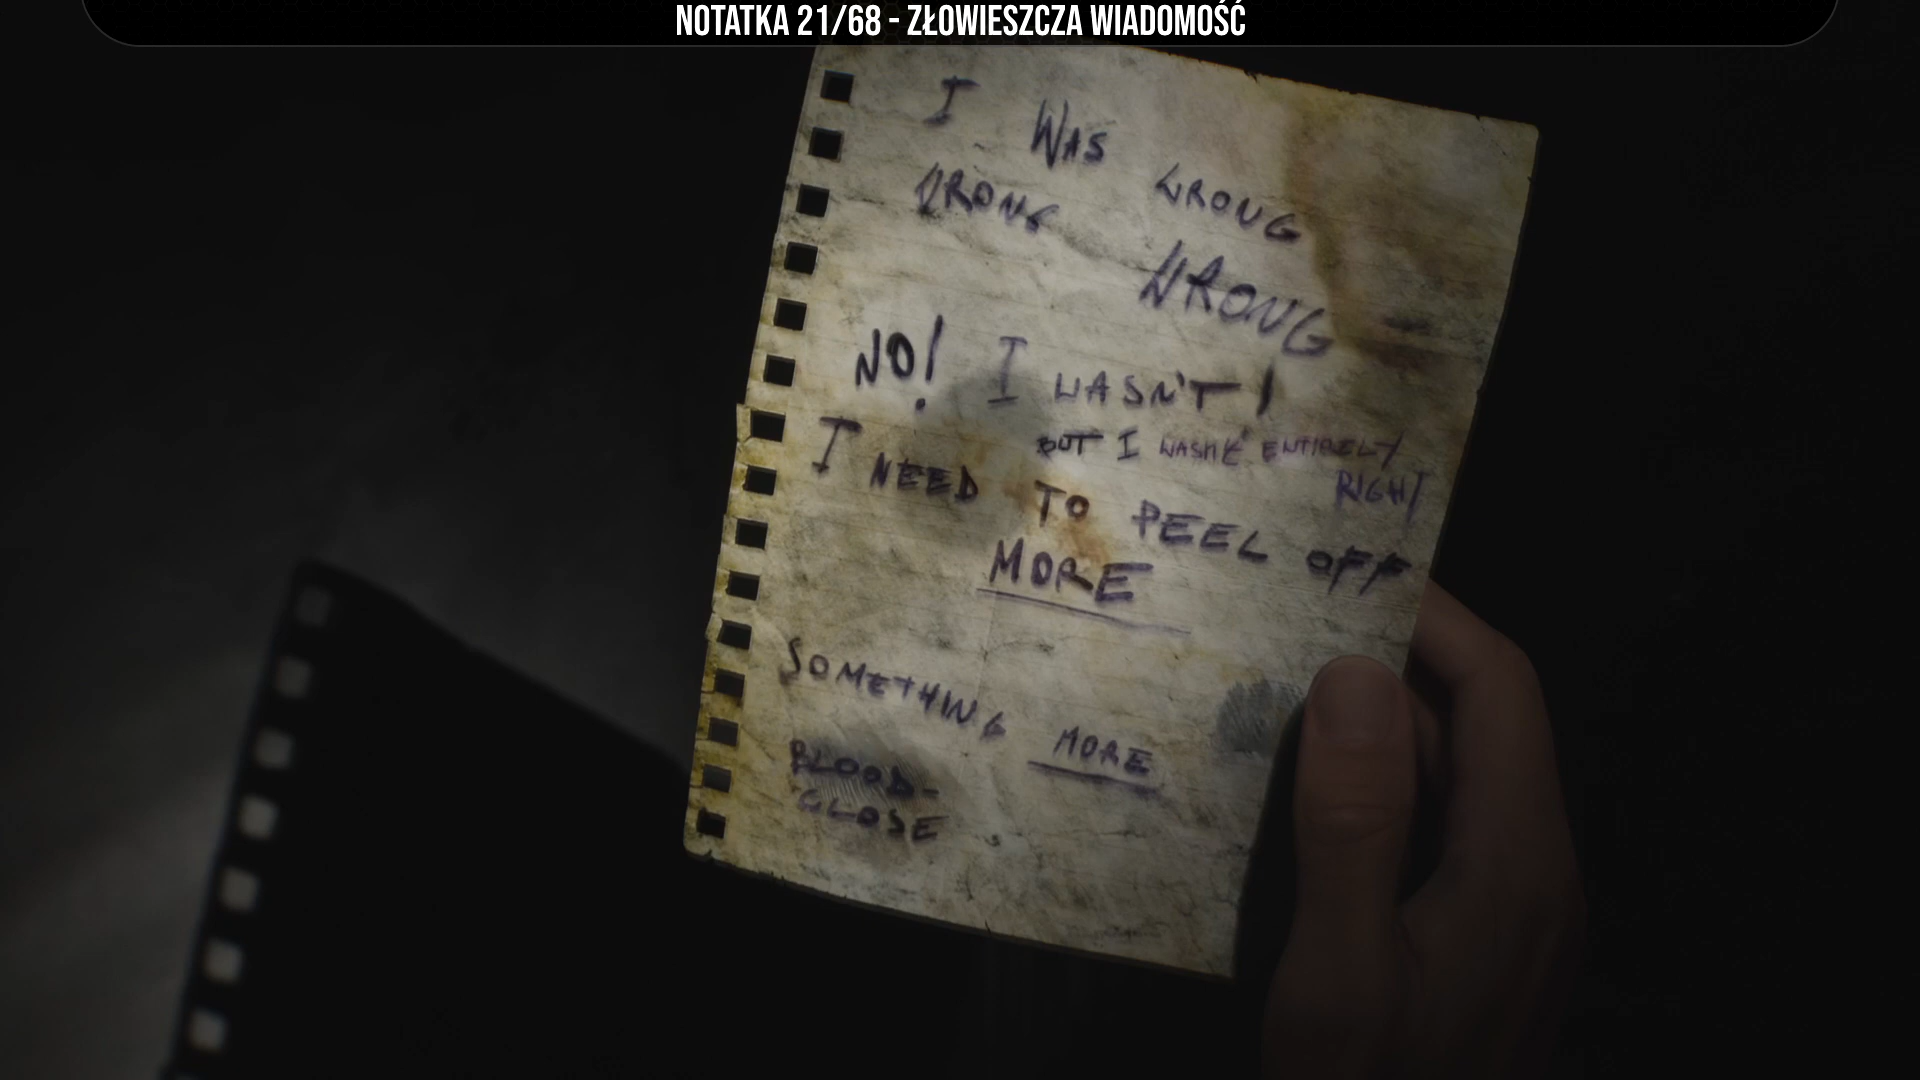 NOTATKA 21/68 - ZŁOWIESZCZA WIADOMOŚĆ
I WAS WRONG
WRONG
WRONG
NO! I WASN'T!
BUT I WASN'T ENTIRELY
RIGHT
I NEED TO PEEL OFF
MORE
SOMETHING MORE
BLOOD-
CLOSE